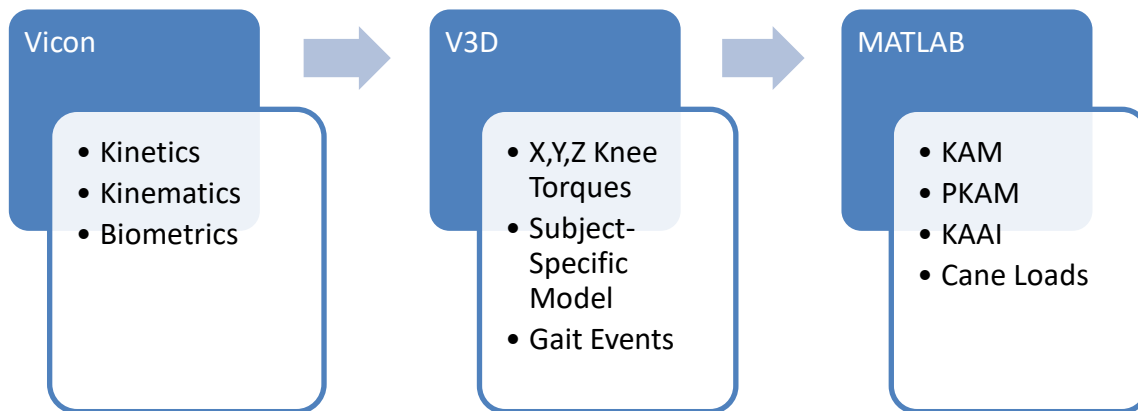 Vicon
• Kinetics
• Kinematics
• Biometrics
V3D
• X,Y,Z Knee
Torques
• Subject-
Specific
Model
• Gait Events
MATLAB
• KAM
• PKAM
• KAAI
• Cane Loads